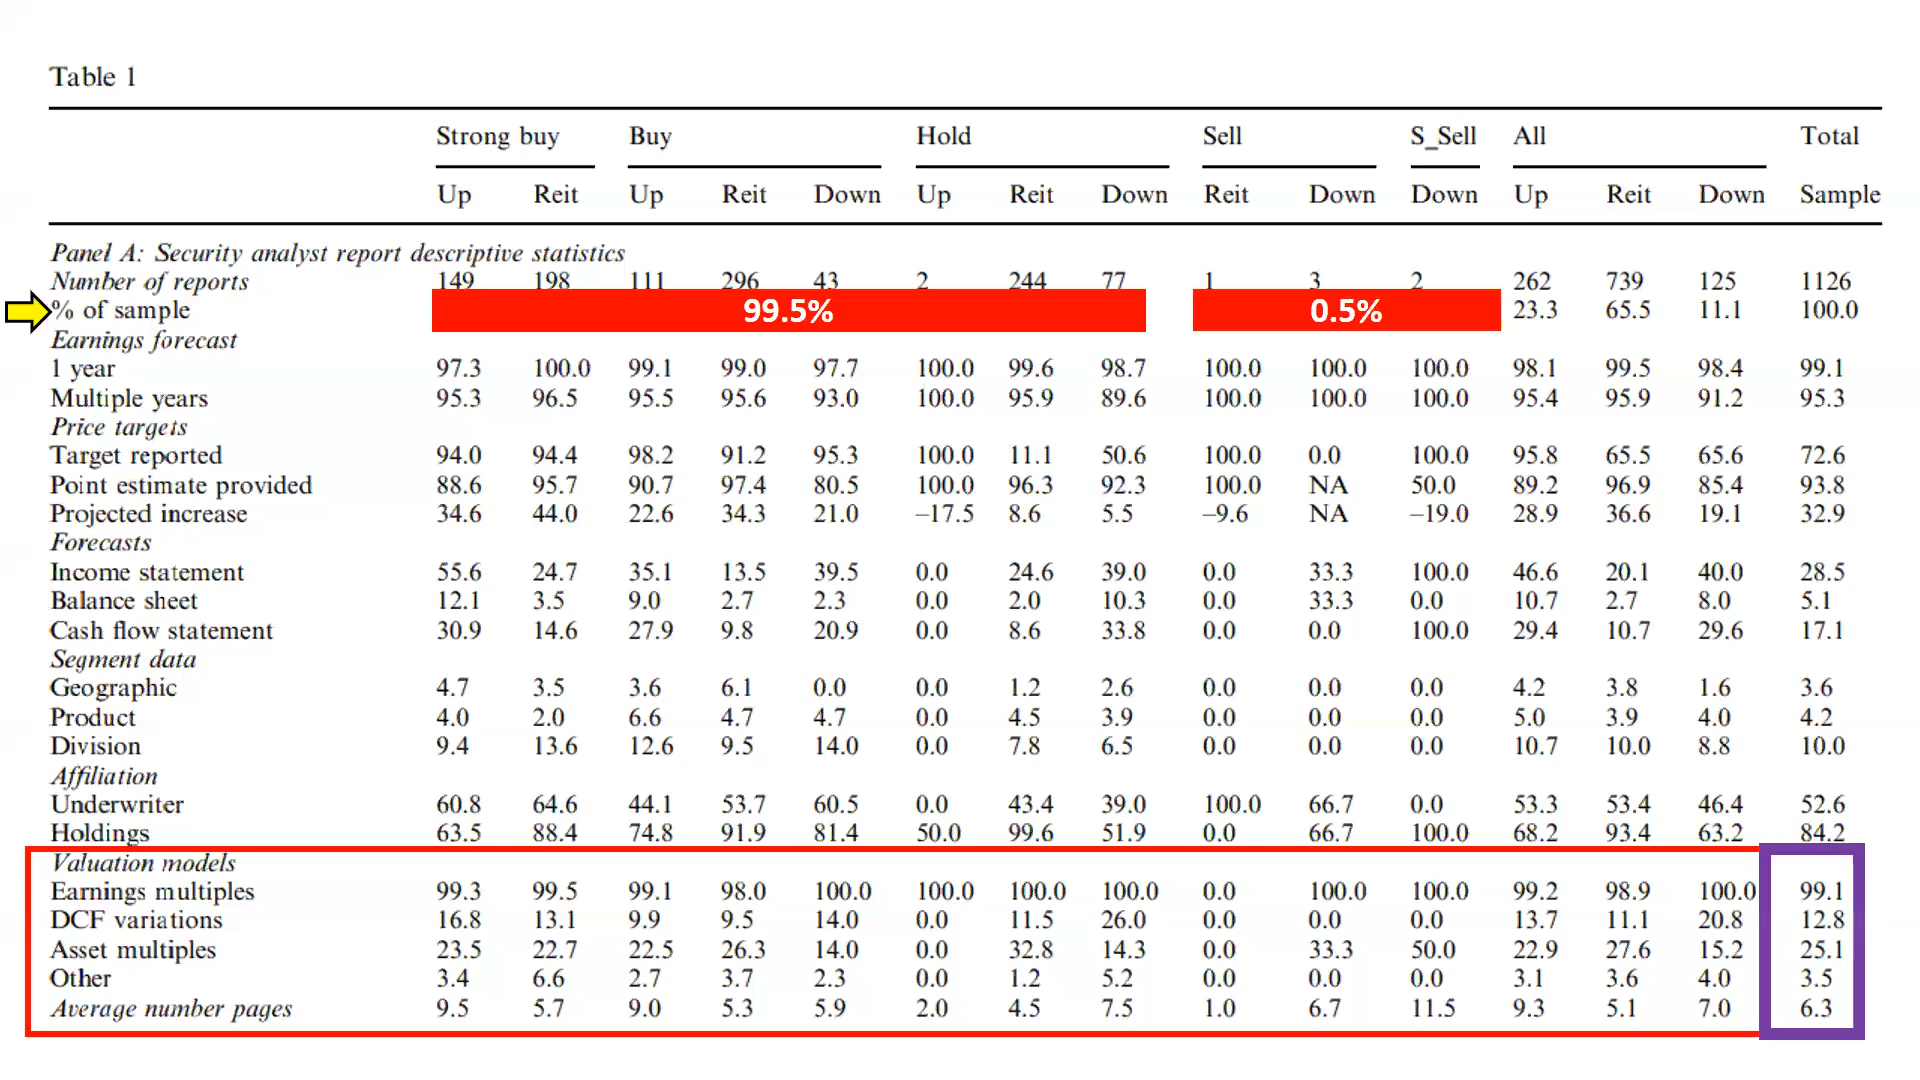 Table 1
Strong buy Buy Hold Sell S_Sell All Total
Up Reit Up Reit Down Up Reit Down Reit Down Down Up Reit Down Sample
Panel A: Security analyst report descriptive statistics
Number of reports 149 198 111 296 43 2 244 77 1 3 2 262 739 125 1126
% of sample 99.5% 0.5% 23.3 65.5 11.1 100.0
Earnings forecast
1 year 97.3 100.0 99.1 99.0 97.7 100.0 99.6 98.7 100.0 100.0 100.0 98.1 99.5 98.4 99.1
Multiple years 95.3 96.5 95.5 95.6 93.0 100.0 95.9 89.6 100.0 100.0 100.0 95.4 95.9 91.2 95.3
Price targets
Target reported 94.0 94.4 98.2 91.2 95.3 100.0 11.1 50.6 100.0 0.0 100.0 95.8 65.5 65.6 72.6
Point estimate provided 88.6 95.7 90.7 97.4 80.5 100.0 96.3 92.3 100.0 NA 50.0 89.2 96.9 85.4 93.8
Projected increase 34.6 44.0 22.6 34.3 21.0 –17.5 8.6 5.5 –9.6 NA –19.0 28.9 36.6 19.1 32.9
Forecasts
Income statement 55.6 24.7 35.1 13.5 39.5 0.0 24.6 39.0 0.0 33.3 100.0 46.6 20.1 40.0 28.5
Balance sheet 12.1 3.5 9.0 2.7 2.3 0.0 2.0 10.3 0.0 33.3 0.0 10.7 2.7 8.0 5.1
Cash flow statement 30.9 14.6 27.9 9.8 20.9 0.0 8.6 33.8 0.0 0.0 100.0 29.4 10.7 29.6 17.1
Segment data
Geographic 4.7 3.5 3.6 6.1 0.0 0.0 1.2 2.6 0.0 0.0 0.0 4.2 3.8 1.6 3.6
Product 4.0 2.0 6.6 4.7 4.7 0.0 4.5 3.9 0.0 0.0 0.0 5.0 3.9 4.0 4.2
Division 9.4 13.6 12.6 9.5 14.0 0.0 7.8 6.5 0.0 0.0 0.0 10.7 10.0 8.8 10.0
Affiliation
Underwriter 60.8 64.6 44.1 53.7 60.5 0.0 43.4 39.0 100.0 66.7 0.0 53.3 53.4 46.4 52.6
Holdings 63.5 88.4 74.8 91.9 81.4 50.0 99.6 51.9 0.0 66.7 100.0 68.2 93.4 63.2 84.2
Valuation models
Earnings multiples 99.3 99.5 99.1 98.0 100.0 100.0 100.0 100.0 0.0 100.0 100.0 99.2 98.9 100.0 99.1
DCF variations 16.8 13.1 9.9 9.5 14.0 0.0 11.5 26.0 0.0 0.0 0.0 13.7 11.1 20.8 12.8
Asset multiples 23.5 22.7 22.5 26.3 14.0 0.0 32.8 14.3 0.0 33.3 50.0 22.9 27.6 15.2 25.1
Other 3.4 6.6 2.7 3.7 2.3 0.0 1.2 5.2 0.0 0.0 0.0 3.1 3.6 4.0 3.5
Average number pages 9.5 5.7 9.0 5.3 5.9 2.0 4.5 7.5 1.0 6.7 11.5 9.3 5.1 7.0 6.3